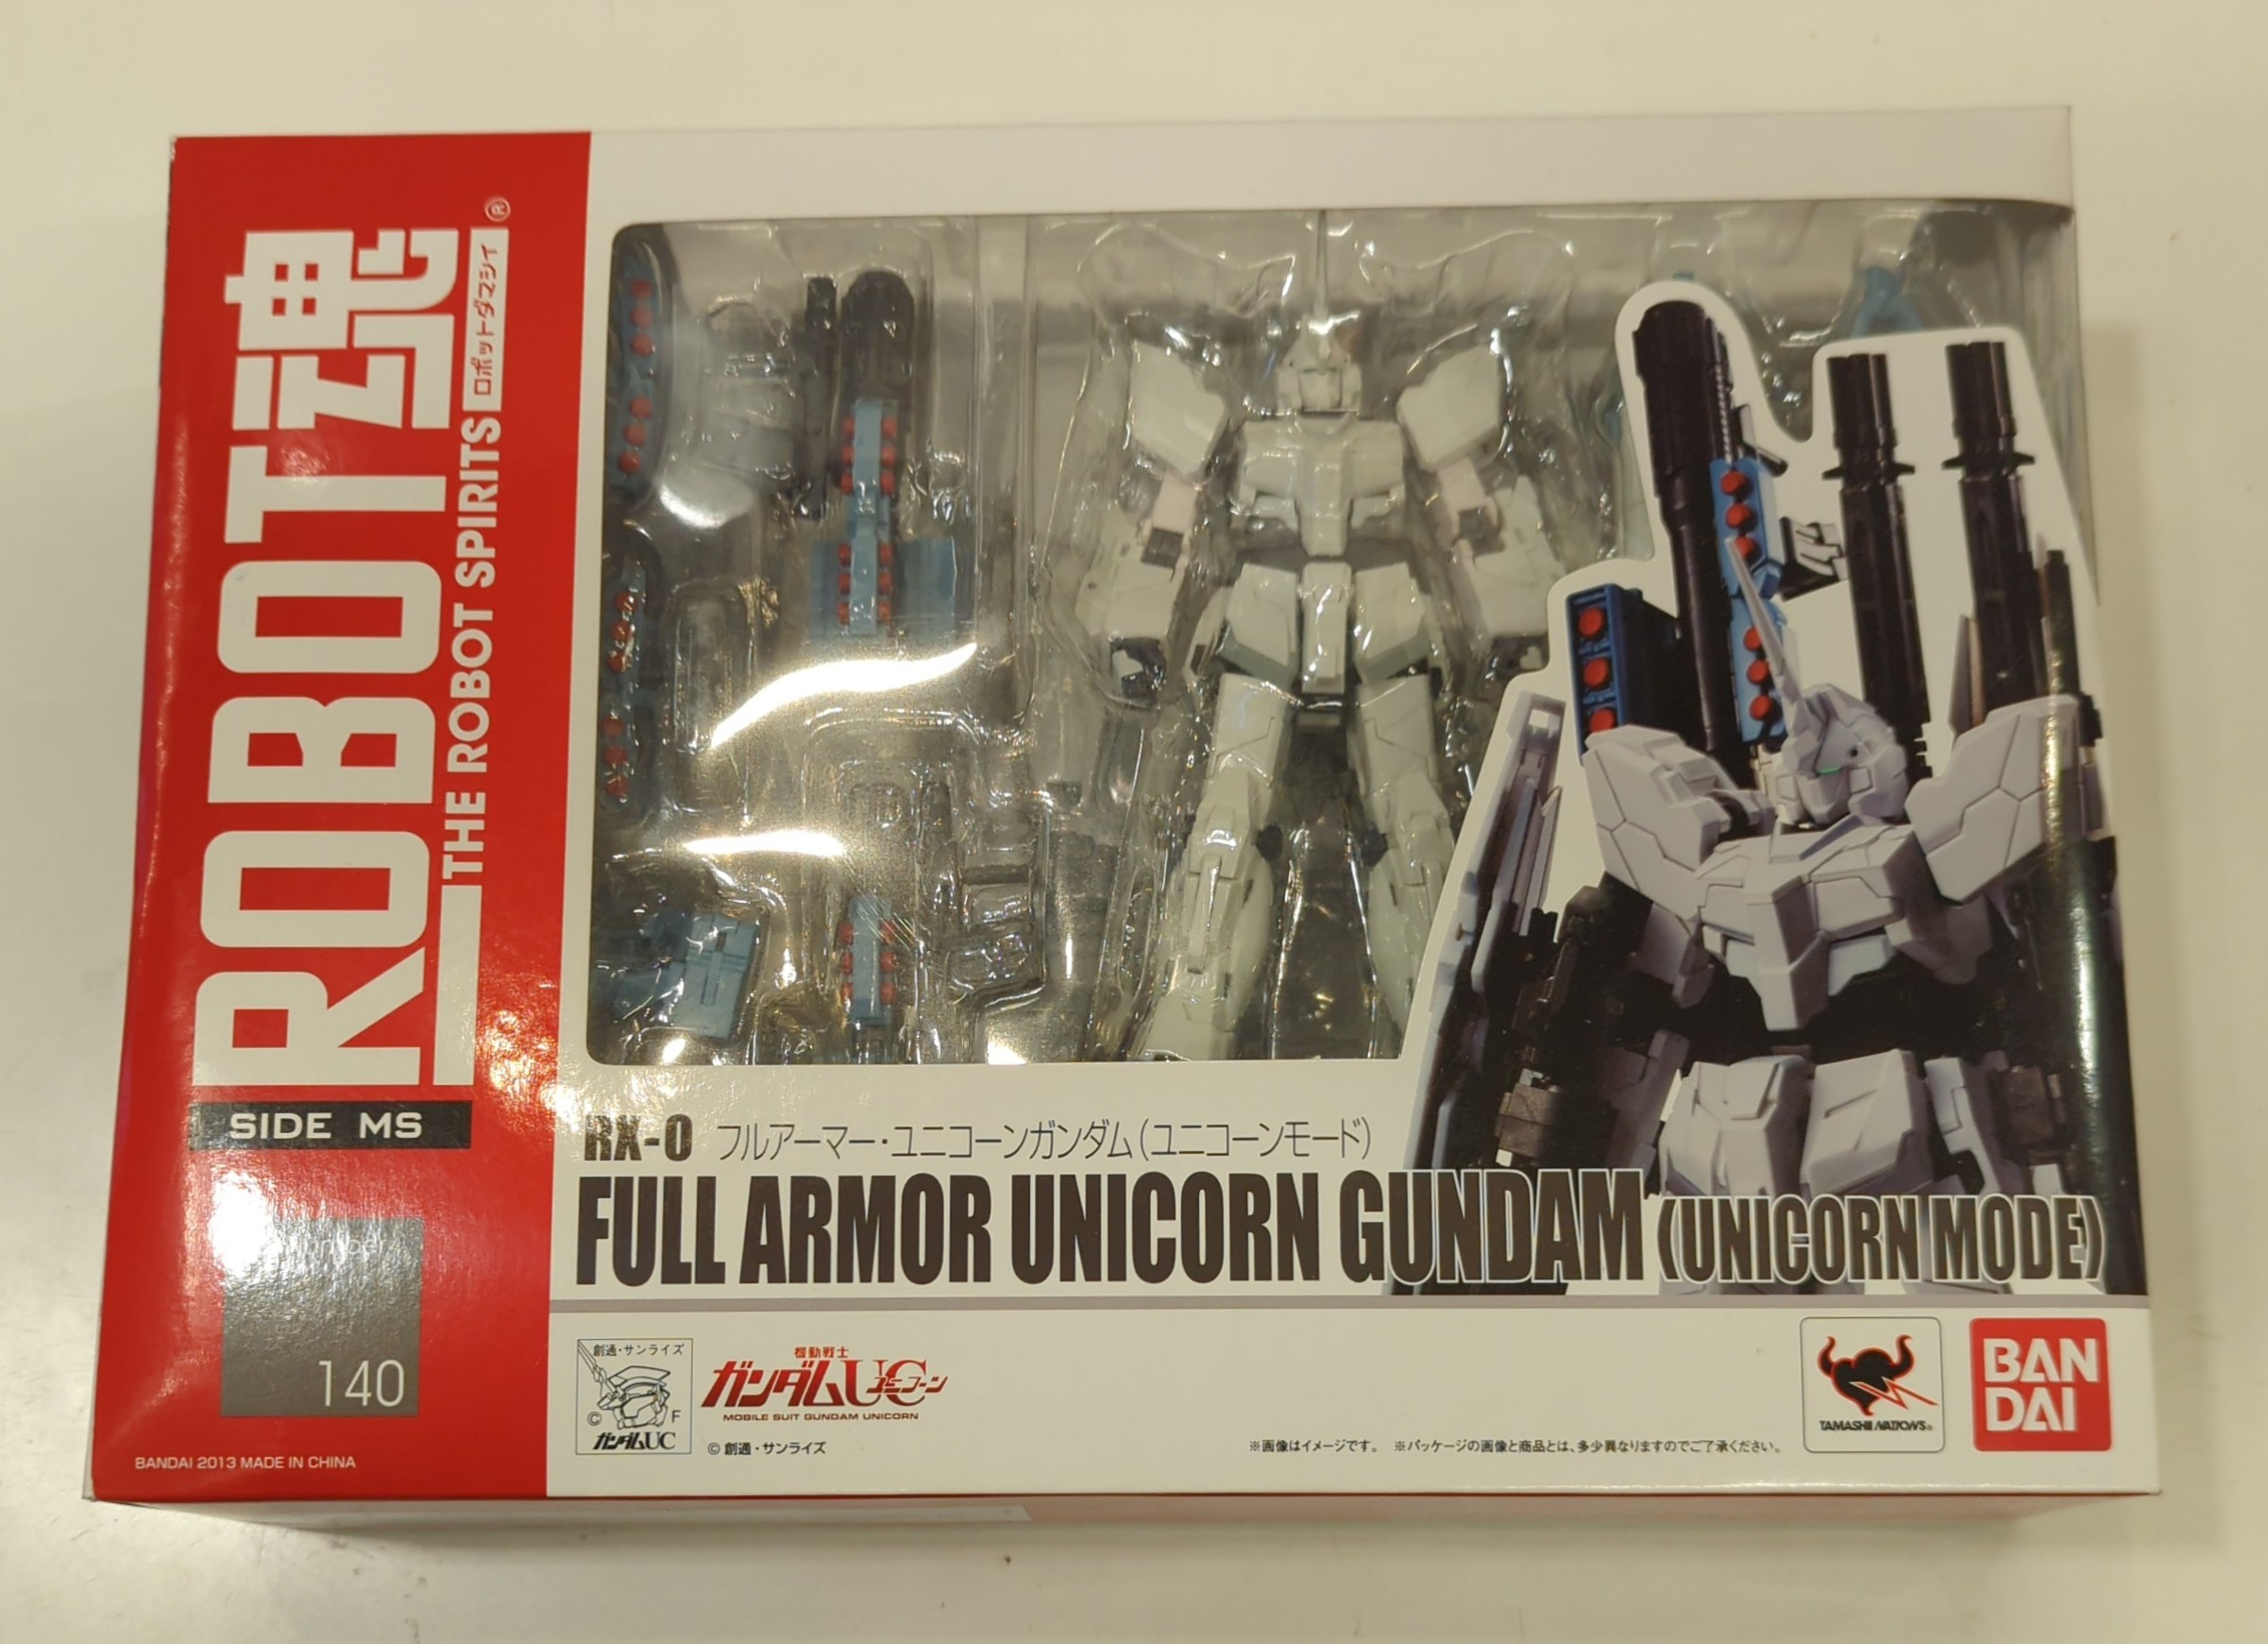 ROBOT魂®
ロボットダマシイ
THE ROBOT SPIRITS
SIDE MS
140
BANDAI 2013 MADE IN CHINA
RX-0 フルアーマー・ユニコーンガンダム(ユニコーンモード)
FULL ARMOR UNICORN GUNDAM (UNICORN MODE)
創通・サンライズ
© F
ガンダムUC
機動戦士
ガンダムUC
ユニコーン
MOBILE SUIT GUNDAM UNICORN
© 創通・サンライズ
※画像はイメージです。 ※パッケージの画像と商品とは、多少異なりますのでご了承ください。
TAMASHII NATIONS®
BAN
DAI